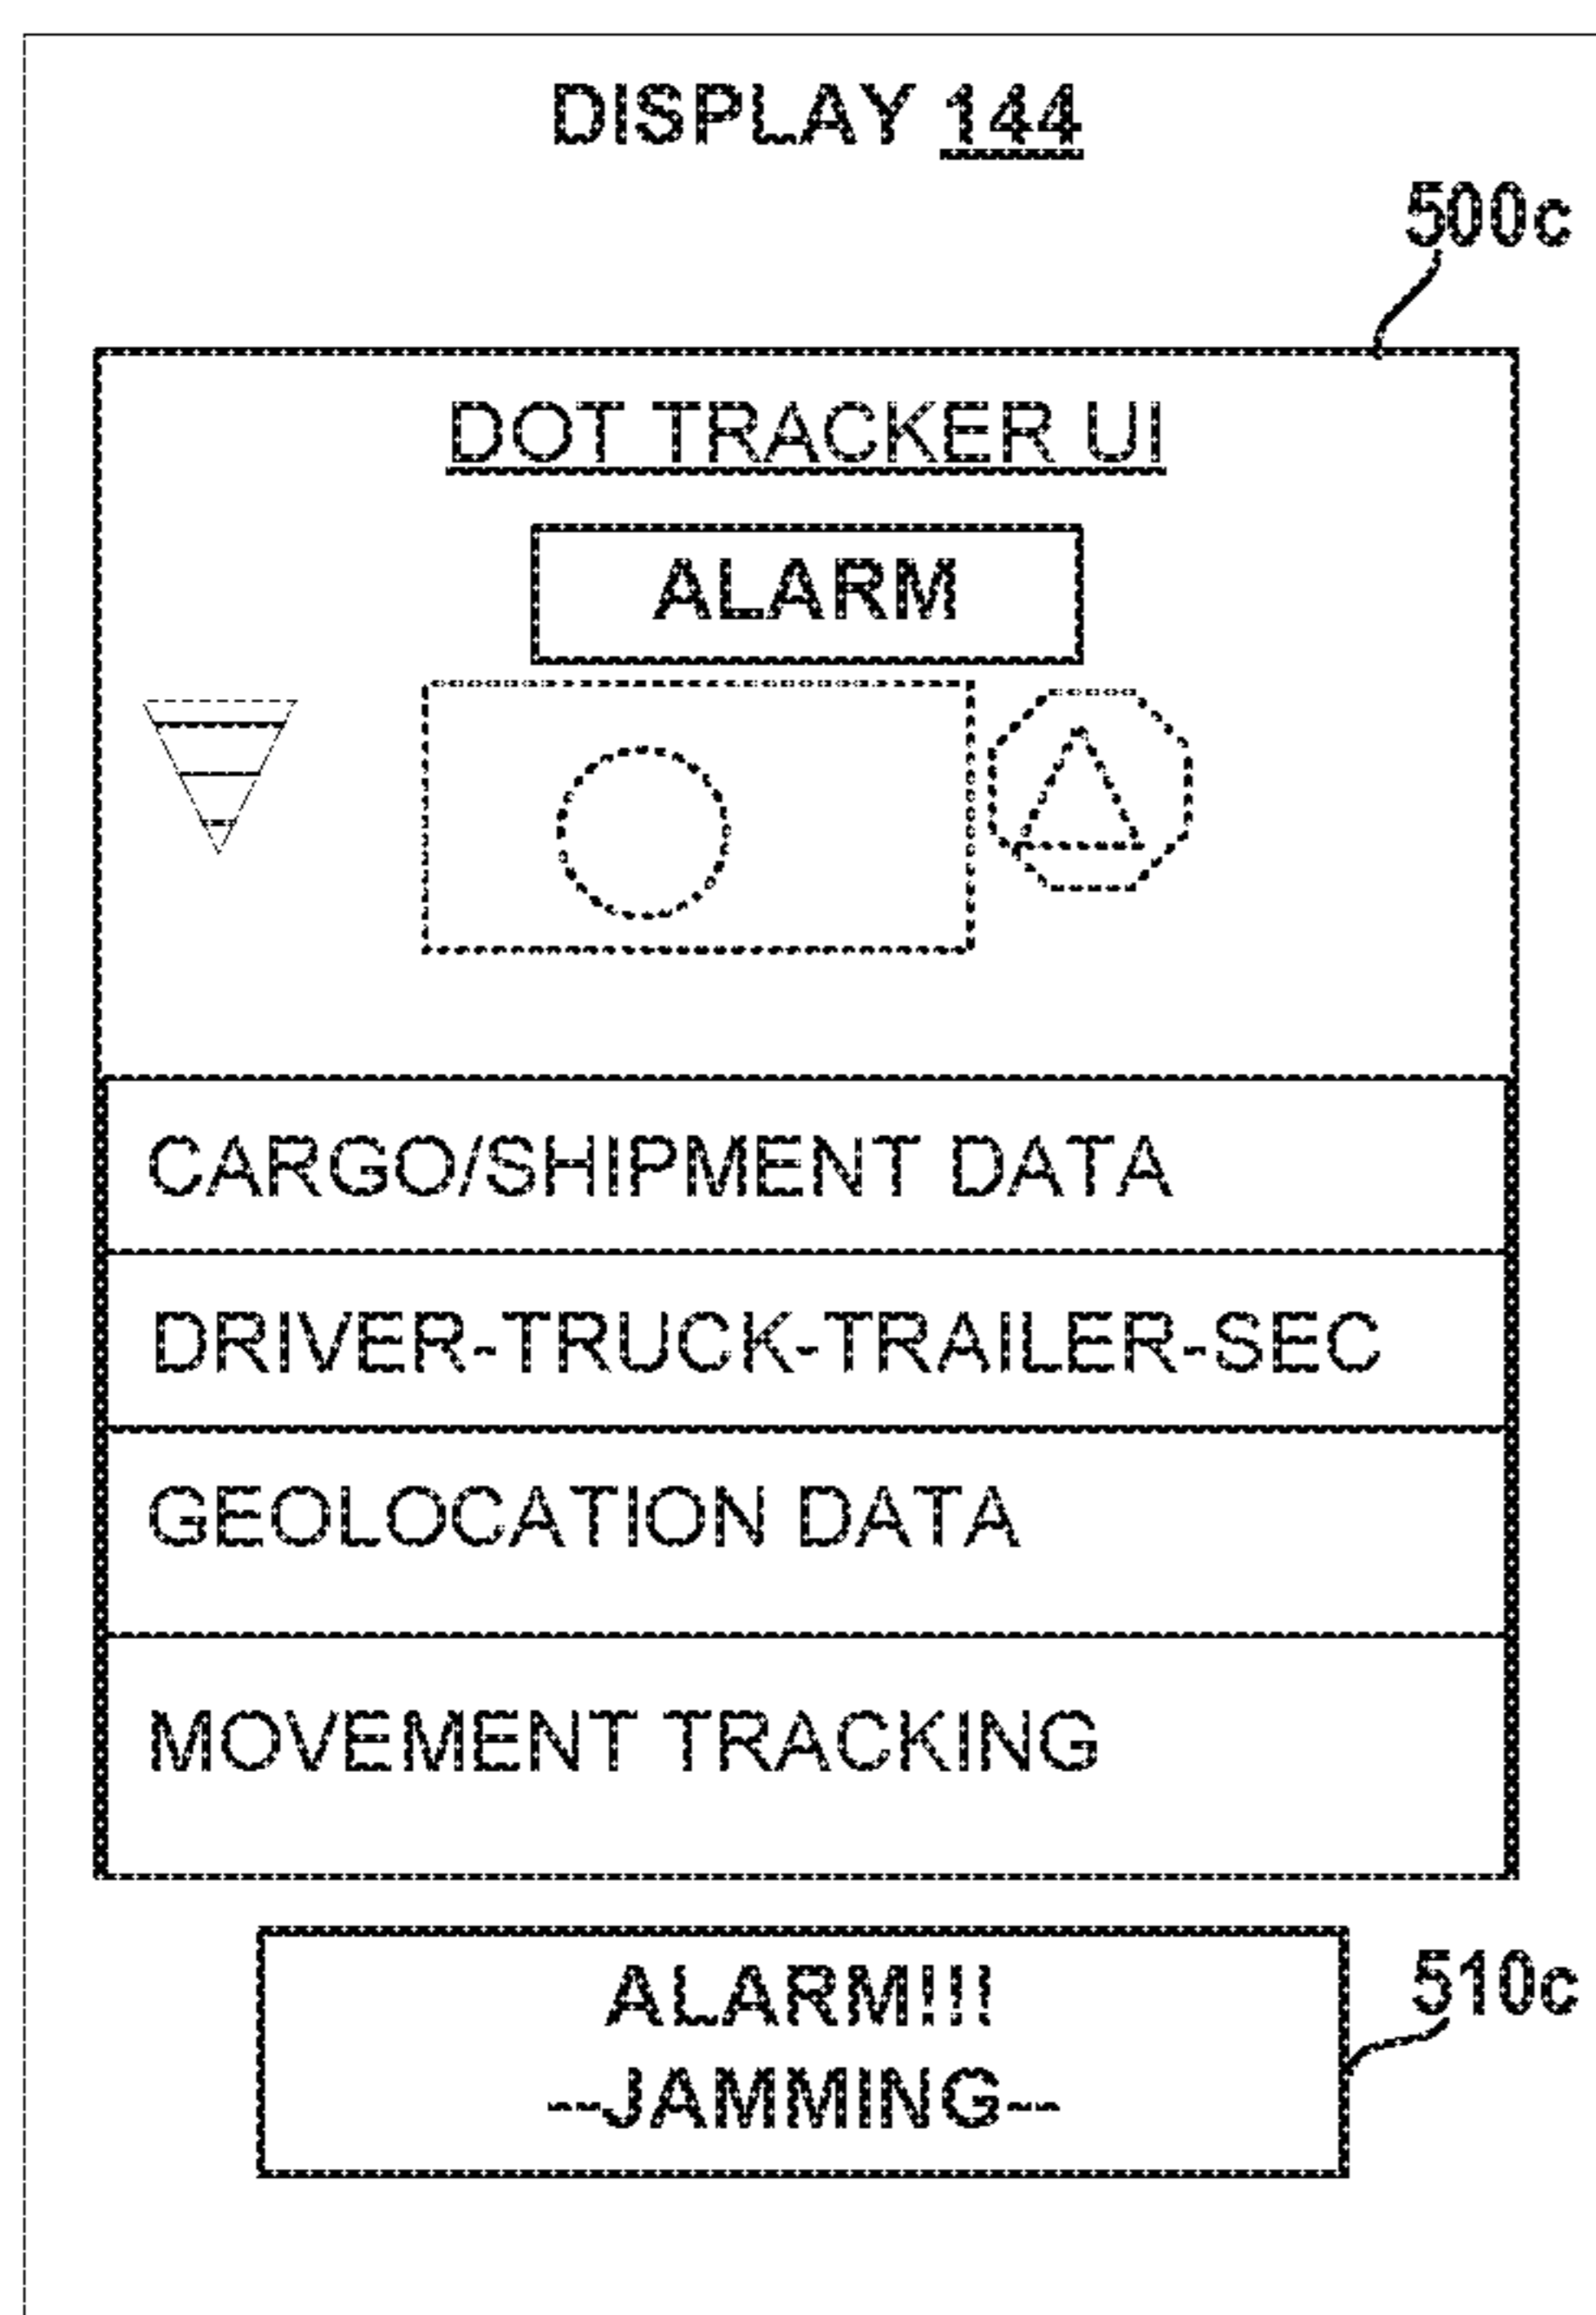 DISPLAY 144
500c
DOT TRACKER UI
ALARM
CARGO/SHIPMENT DATA
DRIVER-TRUCK-TRAILER-SEC
GEOLOCATION DATA
MOVEMENT TRACKING
ALARM!!!
510c
--JAMMING--